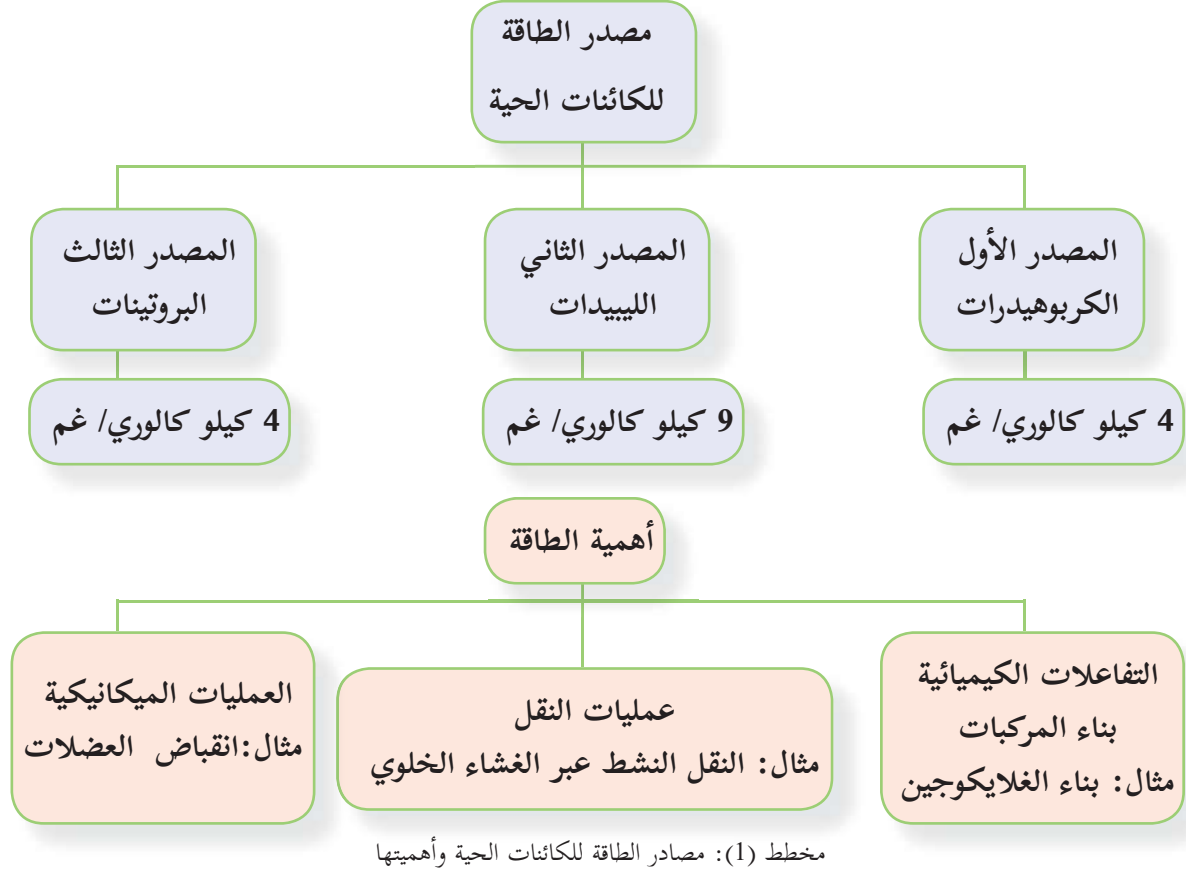 مصدر الطاقة
للكائنات الحية
المصدر الأول
الكربوهيدرات
المصدر الثاني
الليبيدات
المصدر الثالث
البروتينات
4 كيلو كالوري/ غم
9 كيلو كالوري/ غم
4 كيلو كالوري/ غم
أهمية الطاقة
التفاعلات الكيميائية
بناء المركبات
مثال: بناء الغلايكوجين
عمليات النقل
مثال: النقل النشط عبر الغشاء الخلوي
العمليات الميكانيكية
مثال:انقباض العضلات
مخطط (1): مصادر الطاقة للكائنات الحية وأهميتها